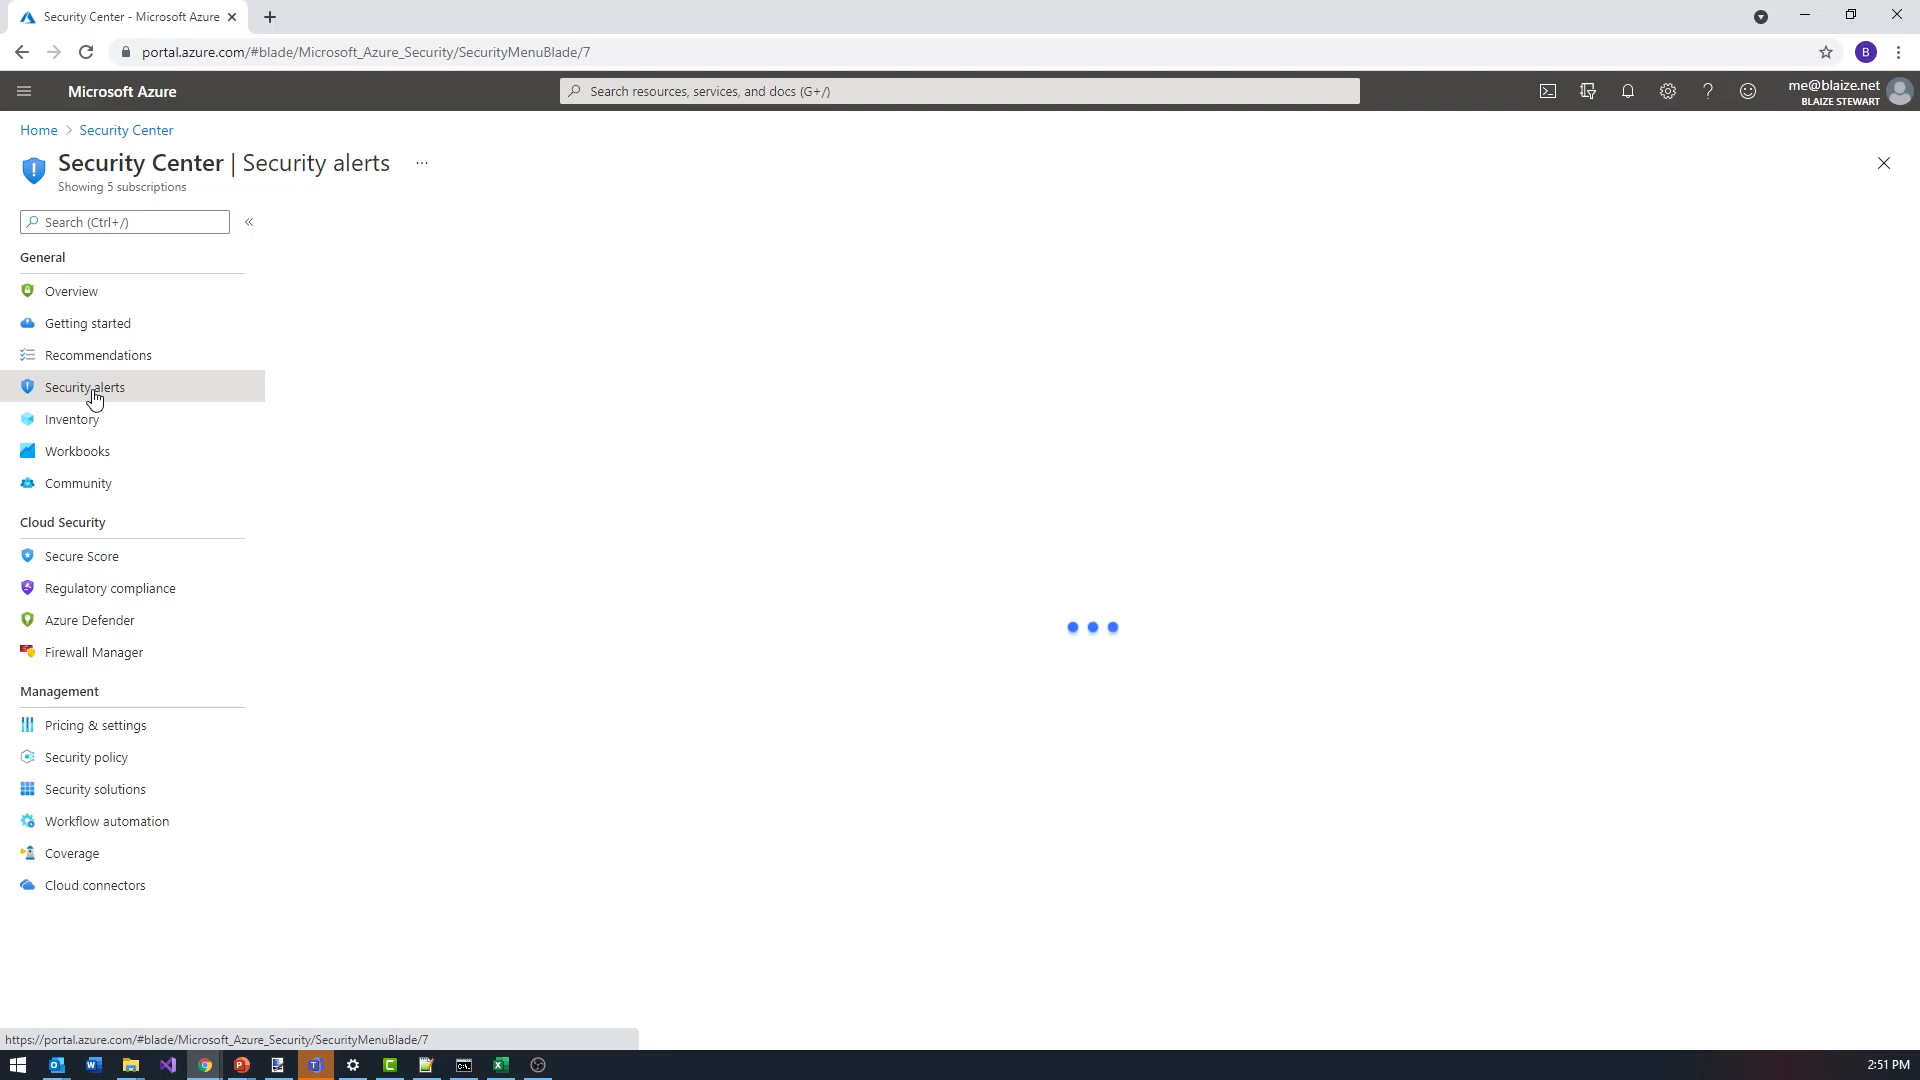 Security Center - Microsoft Azure
portal.azure.com/#blade/Microsoft_Azure_Security/SecurityMenuBlade/7
B
Microsoft Azure
Search resources, services, and docs (G+/)
me@blaize.net
BLAIZE STEWART
Home > Security Center
Security Center | Security alerts ...
Showing 5 subscriptions
Search (Ctrl+/)
General
Overview
Getting started
Recommendations
Security alerts
Inventory
Workbooks
Community
Cloud Security
Secure Score
Regulatory compliance
Azure Defender
Firewall Manager
Management
Pricing & settings
Security policy
Security solutions
Workflow automation
Coverage
Cloud connectors
https://portal.azure.com/#blade/Microsoft_Azure_Security/SecurityMenuBlade/7
2:51 PM